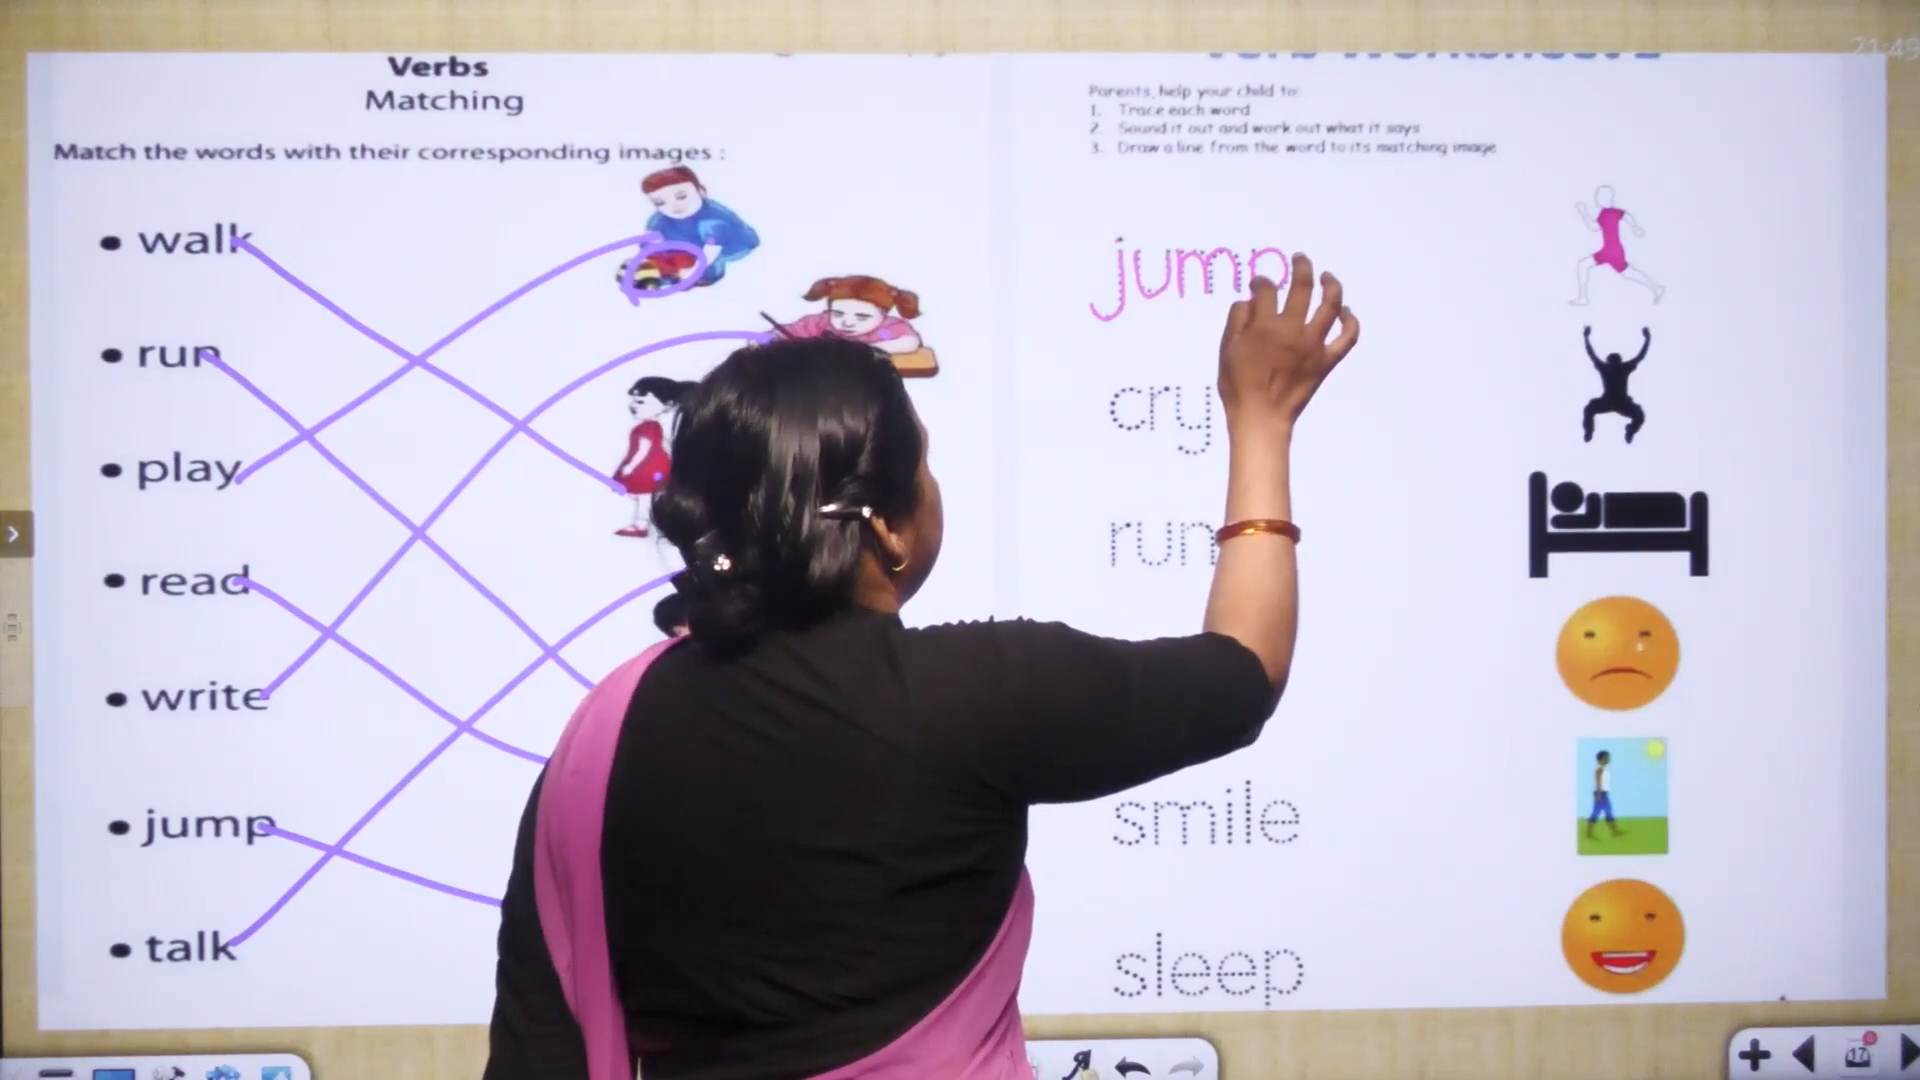 Verbs
Matching
Match the words with their corresponding images :
• walk
• run
• play
• read
• write
• jump
• talk
Parents, help your child to:
1. Trace each word
2. Sound it out and work out what it says
3. Draw a line from the word to its matching image
jump
cry
run
smile
sleep
17